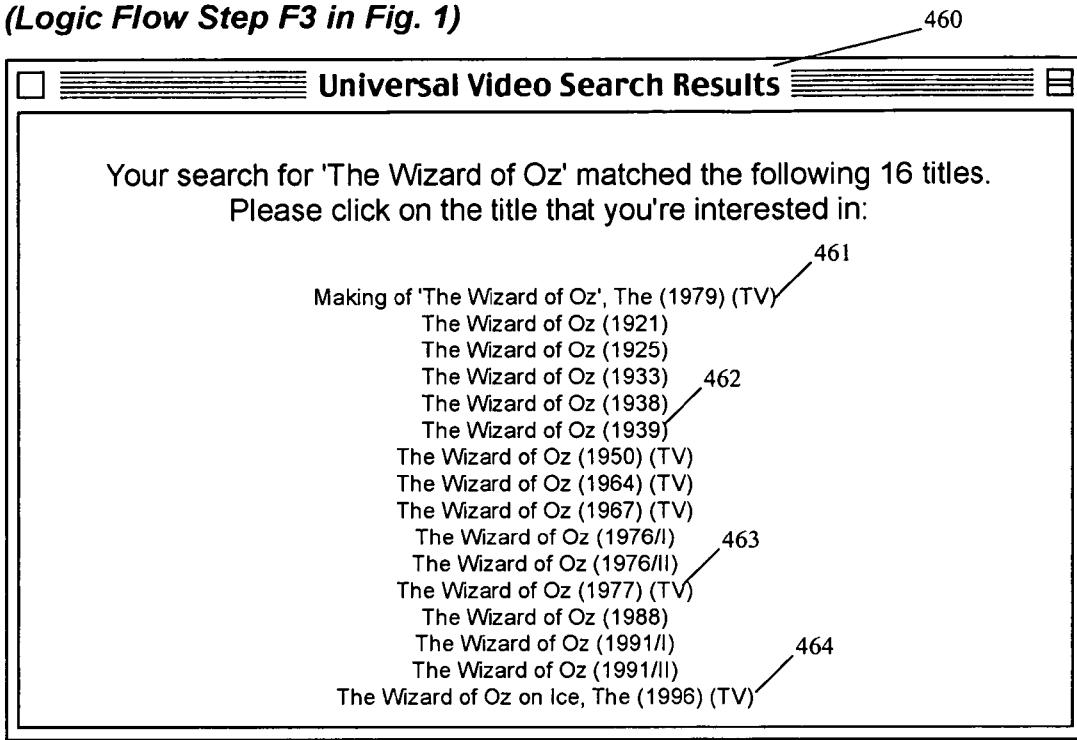 (Logic Flow Step F3 in Fig. 1)
460
Universal Video Search Results
Your search for 'The Wizard of Oz' matched the following 16 titles.
Please click on the title that you're interested in:
461
Making of 'The Wizard of Oz', The (1979) (TV)
The Wizard of Oz (1921)
The Wizard of Oz (1925)
The Wizard of Oz (1933)
462
The Wizard of Oz (1938)
The Wizard of Oz (1939)
The Wizard of Oz (1950) (TV)
The Wizard of Oz (1964) (TV)
The Wizard of Oz (1967) (TV)
The Wizard of Oz (1976/I)
463
The Wizard of Oz (1976/II)
The Wizard of Oz (1977) (TV)
The Wizard of Oz (1988)
The Wizard of Oz (1991/I)
464
The Wizard of Oz (1991/II)
The Wizard of Oz on Ice, The (1996) (TV)